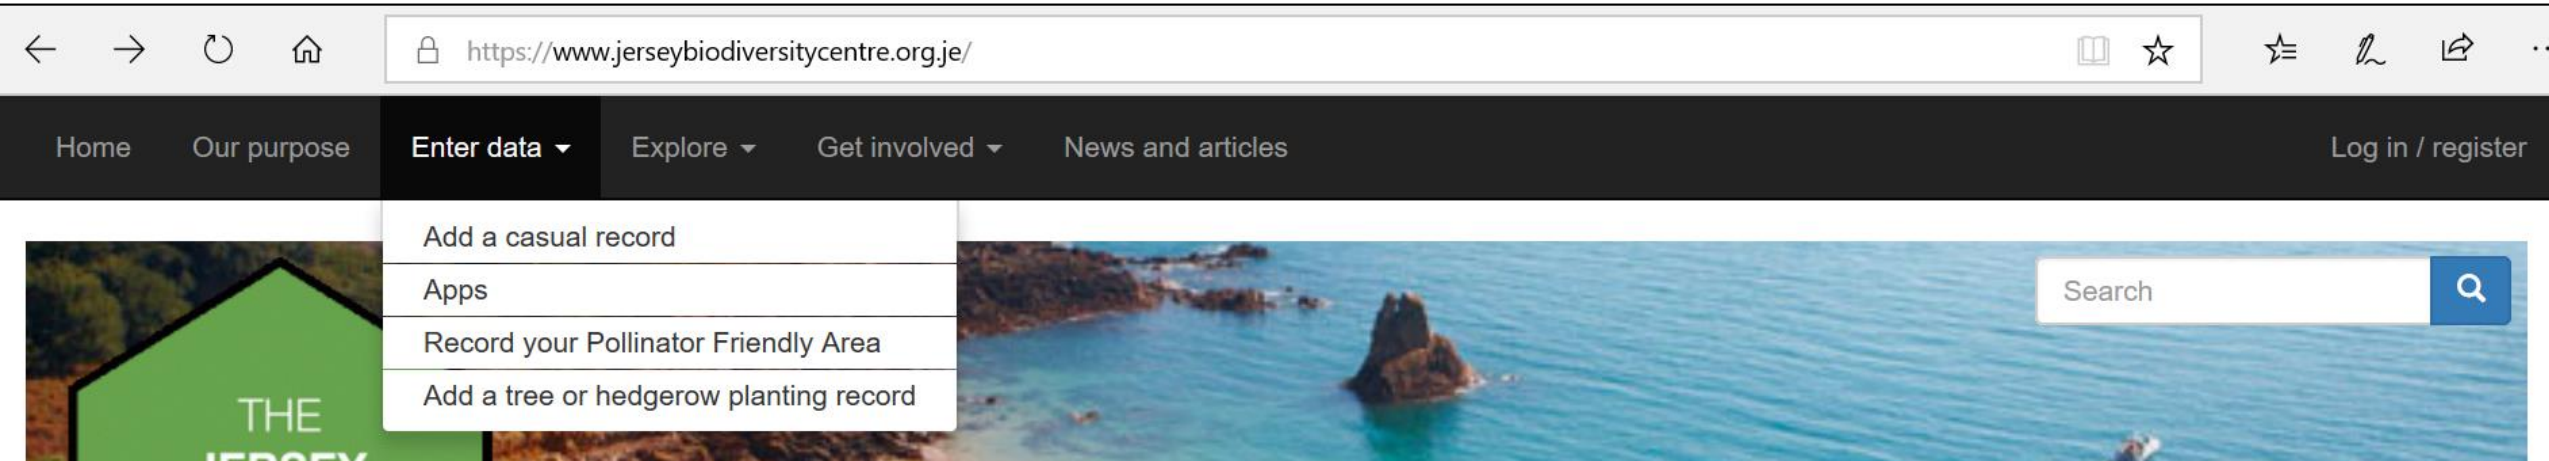 https://www.jerseybiodiversitycentre.org.je/
Home Our purpose Enter data Explore Get involved News and articles Log in / register
Add a casual record
Apps
Search
Record your Pollinator Friendly Area
Add a tree or hedgerow planting record
THE
JERSEY